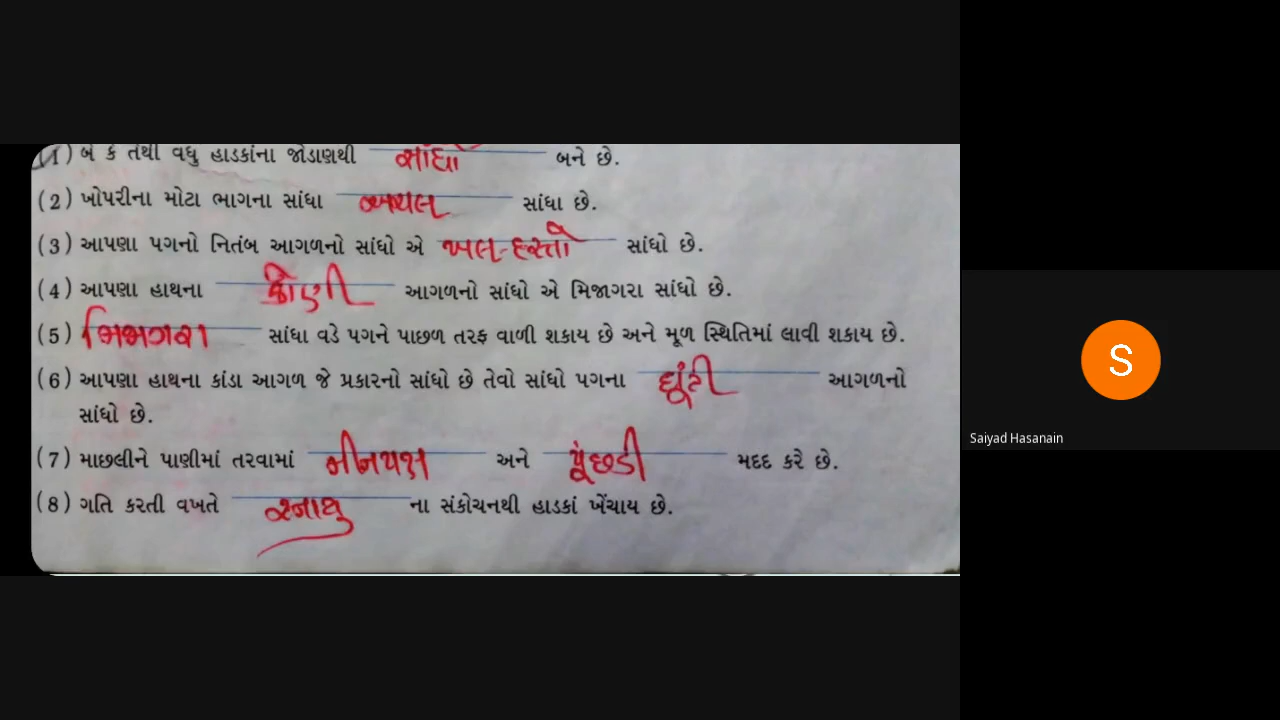 (1) બે કે તેથી વધુ હાડકાંના જોડાણથી સાંધો બને છે.
(2) ખોપરીના મોટા ભાગના સાંધા અચલ સાંધા છે.
(3) આપણા પગનો નિતંબ આગળનો સાંધો એ ખલ-દસ્તો સાંધો છે.
(4) આપણા હાથના કોણી આગળનો સાંધો એ મિજાગરા સાંધો છે.
(5) મિજાગરા સાંધા વડે પગને પાછળ તરફ વાળી શકાય છે અને મૂળ સ્થિતિમાં લાવી શકાય છે.
(6) આપણા હાથના કાંડા આગળ જે પ્રકારનો સાંધો છે તેવો સાંધો પગના ઘૂંટી આગળનો
સાંધો છે.
(7) માછલીને પાણીમાં તરવામાં મીનપક્ષ અને પૂંછડી મદદ કરે છે.
(8) ગતિ કરતી વખતે સ્નાયુ ના સંકોચનથી હાડકાં ખેંચાય છે.
S
Saiyad Hasanain